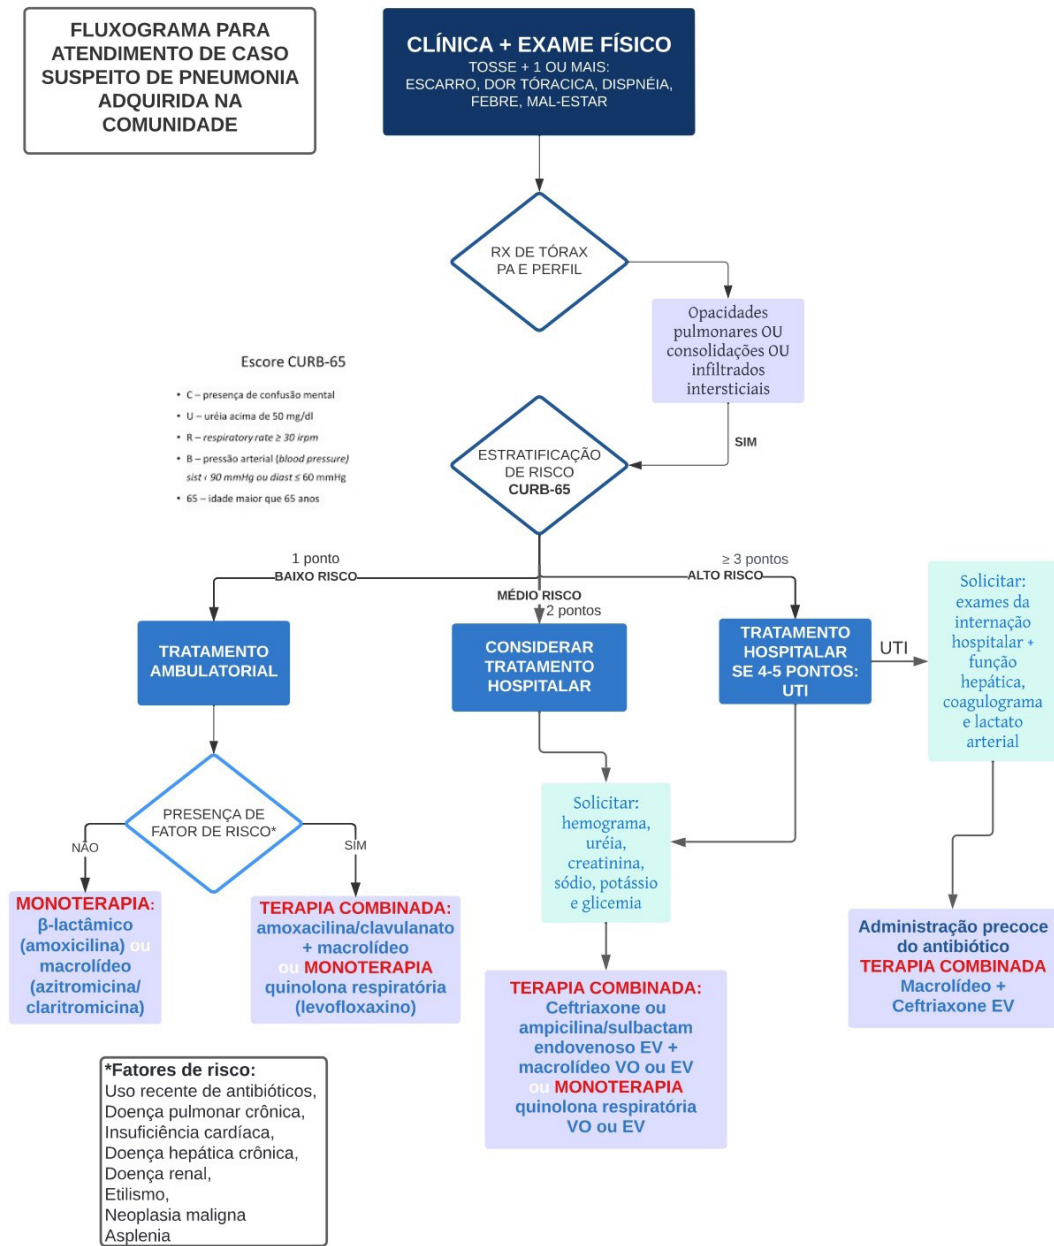 FLUXOGRAMA PARA
ATENDIMENTO DE CASO
SUSPEITO DE PNEUMONIA
ADQUIRIDA NA
COMUNIDADE
CLÍNICA + EXAME FÍSICO
TOSSE + 1 OU MAIS:
ESCARRO, DOR TÓRACICA, DISPNÉIA,
FEBRE, MAL-ESTAR
RX DE TÓRAX
PA E PERFIL
Opacidades
pulmonares OU
consolidações OU
infiltrados
intersticiais
SIM
Escore CURB-65
• C – presença de confusão mental
• U – uréia acima de 50 mg/dl
• R – respiratory rate ≥ 30 irpm
• B – pressão arterial (blood pressure)
sist ‹ 90 mmHg ou diast ≤ 60 mmHg
• 65 – idade maior que 65 anos
ESTRATIFICAÇÃO
DE RISCO
CURB-65
1 ponto
BAIXO RISCO
MÉDIO RISCO
2 pontos
≥ 3 pontos
ALTO RISCO
TRATAMENTO
AMBULATORIAL
CONSIDERAR
TRATAMENTO
HOSPITALAR
TRATAMENTO
HOSPITALAR
SE 4-5 PONTOS:
UTI
UTI
Solicitar:
exames da
internação
hospitalar +
função
hepática,
coagulograma
e lactato
arterial
PRESENÇA DE
FATOR DE RISCO*
NÃO
SIM
Solicitar:
hemograma,
uréia,
creatinina,
sódio, potássio
e glicemia
MONOTERAPIA:
β-lactâmico
(amoxicilina) ou
macrolídeo
(azitromicina/
claritromicina)
TERAPIA COMBINADA:
amoxacilina/clavulanato
+ macrolídeo
ou MONOTERAPIA
quinolona respiratória
(levofloxaxino)
TERAPIA COMBINADA:
Ceftriaxone ou
ampicilina/sulbactam
endovenoso EV +
macrolídeo VO ou EV
ou MONOTERAPIA
quinolona respiratória
VO ou EV
Administração precoce
do antibiótico
TERAPIA COMBINADA
Macrolídeo +
Ceftriaxone EV
*Fatores de risco:
Uso recente de antibióticos,
Doença pulmonar crônica,
Insuficiência cardíaca,
Doença hepática crônica,
Doença renal,
Etilismo,
Neoplasia maligna
Asplenia